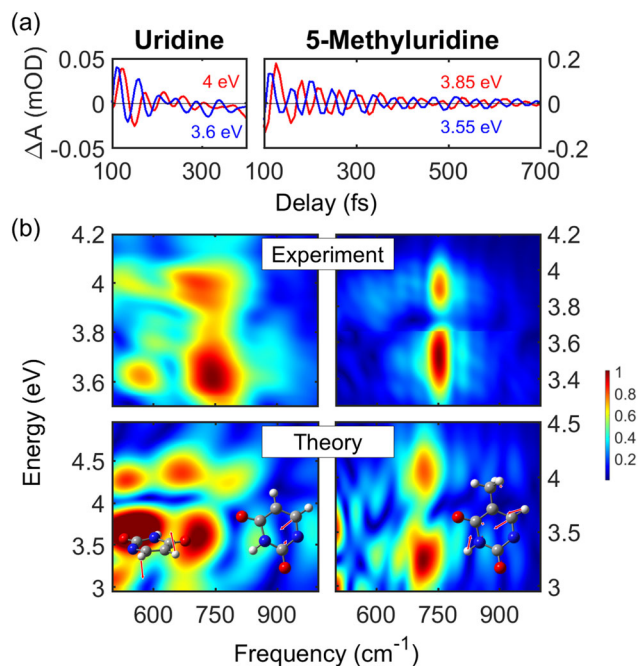 (a)
Uridine
5-Methyluridine
ΔA (mOD)
0.05
0
-0.05
4 eV
3.6 eV
3.85 eV
3.55 eV
0.2
0
-0.2
100
300
100
300
500
700
Delay (fs)
(b)
Experiment
4.2
4
3.8
3.6
4.2
4
3.8
3.6
3.4
Energy (eV)
Theory
4.5
4
3.5
3
4.5
4
3.5
3
1
0.8
0.6
0.4
0.2
600
750
900
600
750
900
Frequency (cm⁻¹)